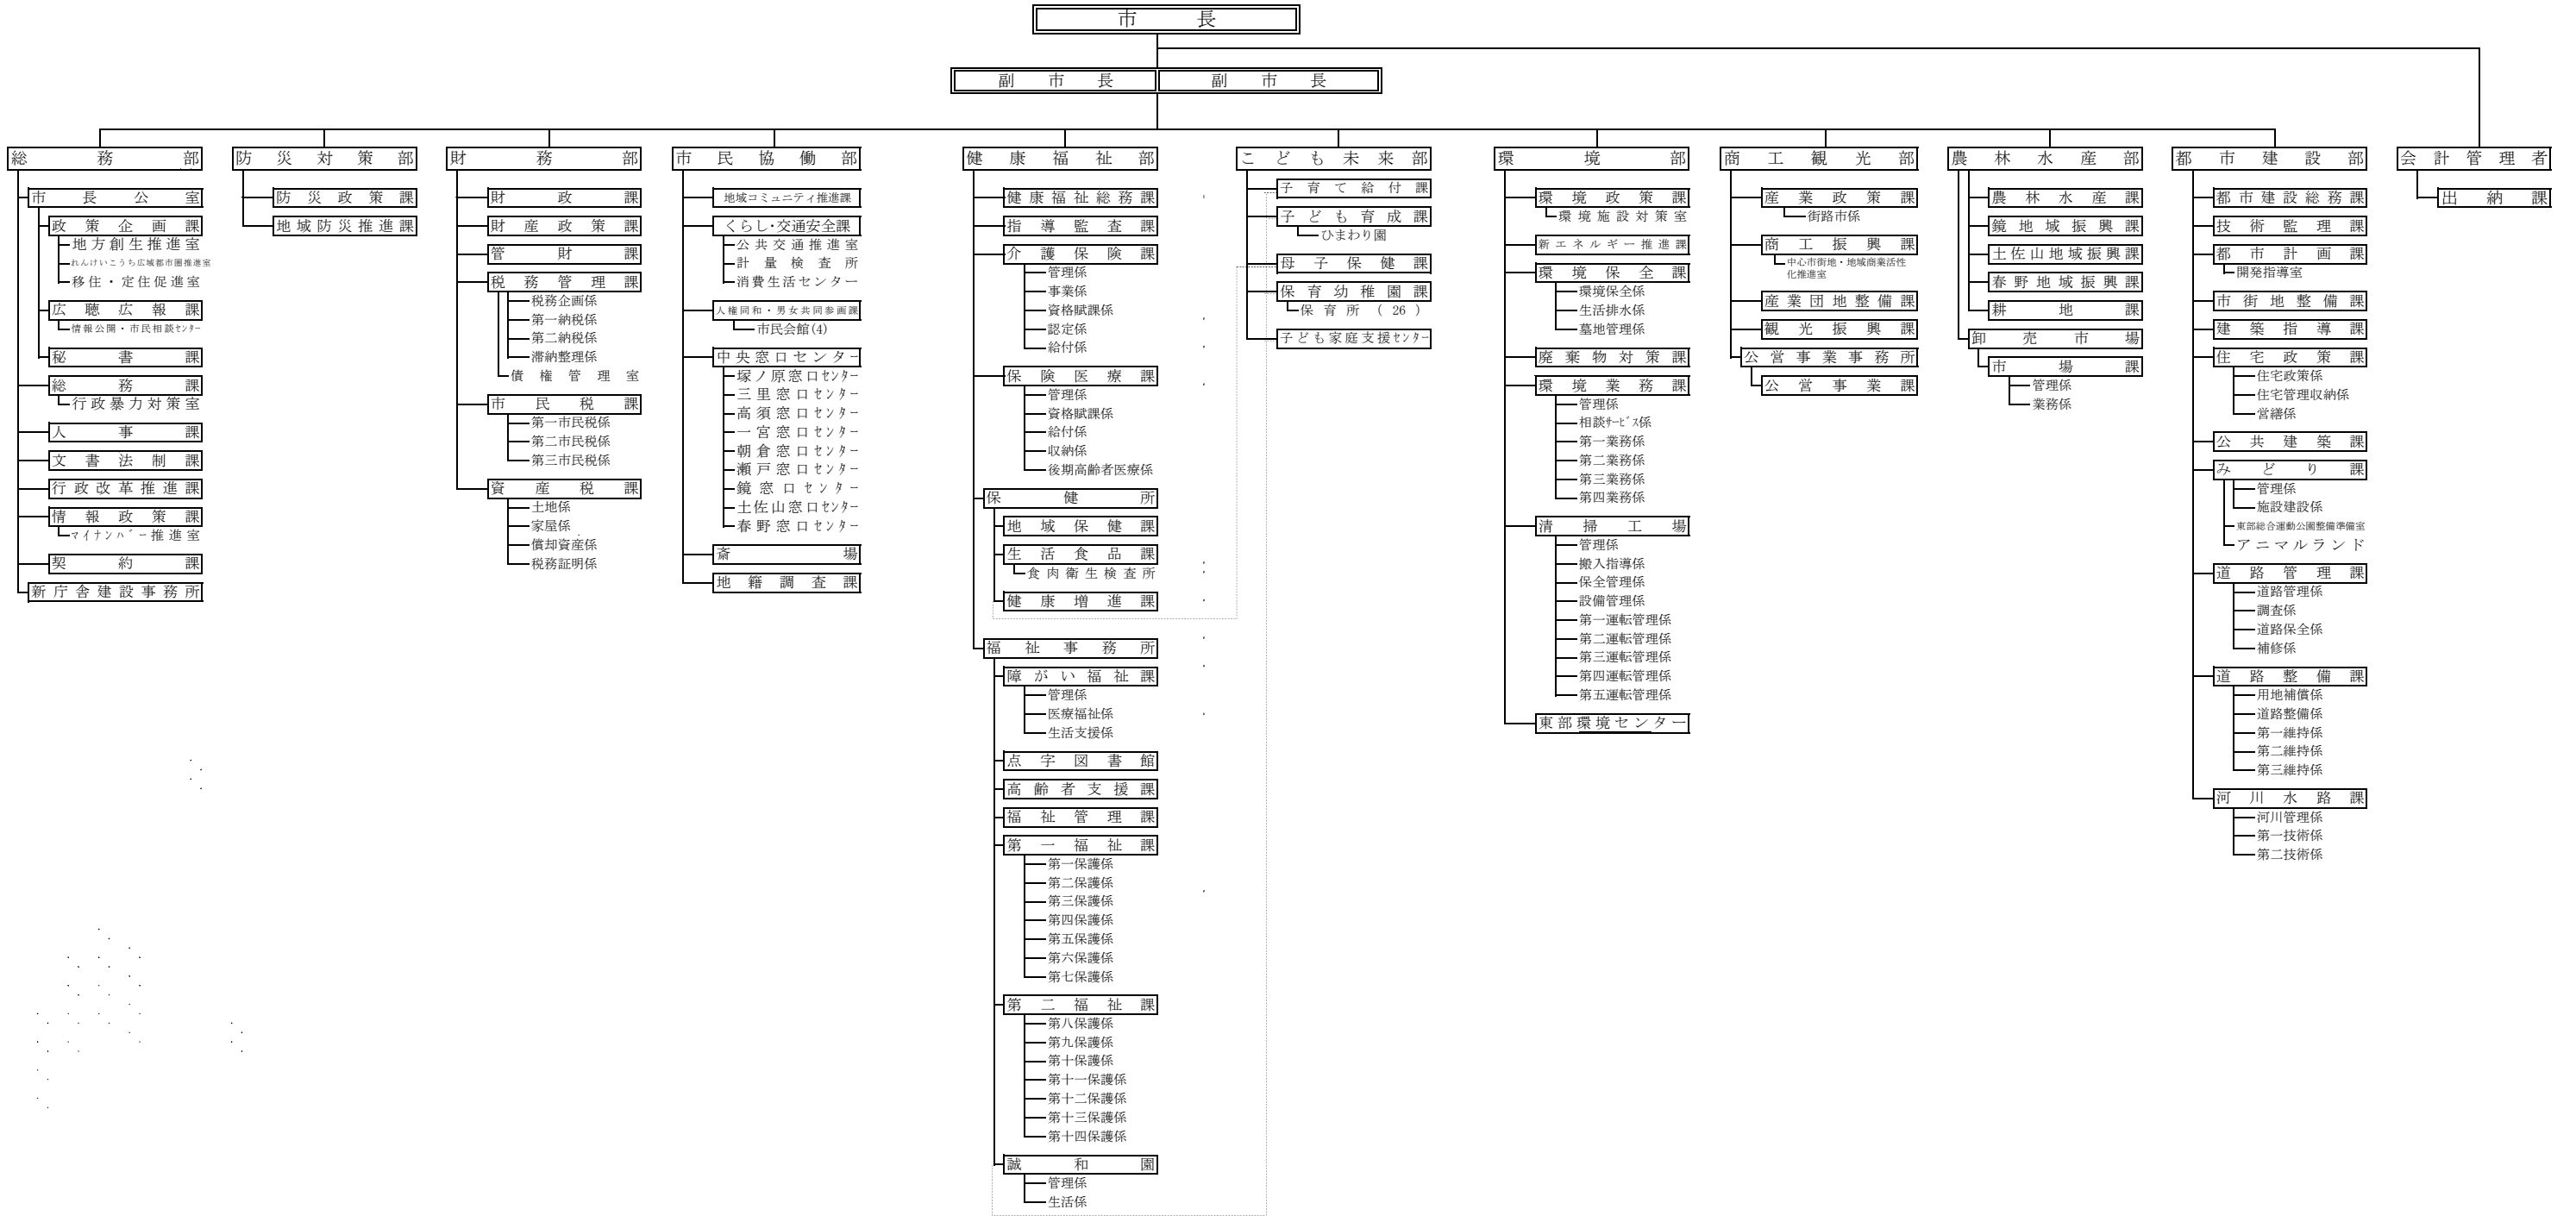 市長
副市長
副市長
総務部
市長公室
政策企画課
地方創生推進室
れんけいこうち広域都市圏推進室
移住・定住促進室
広聴広報課
情報公開・市民相談ｾﾝﾀｰ
秘書課
総務課
行政暴力対策室
人事課
文書法制課
行政改革推進課
情報政策課
マイナンバー推進室
契約課
新庁舎建設事務所
防災対策部
防災政策課
地域防災推進課
財務部
財政課
財産政策課
管財課
税務管理課
税務企画係
第一納税係
第二納税係
滞納整理係
債権管理室
市民税課
第一市民税係
第二市民税係
第三市民税係
資産税課
土地係
家屋係
償却資産係
税務証明係
市民協働部
地域コミュニティ推進課
くらし・交通安全課
公共交通推進室
計量検査所
消費生活センター
人権同和・男女共同参画課
市民会館(4)
中央窓口センター
塚ノ原窓口ｾﾝﾀｰ
三里窓口ｾﾝﾀｰ
高須窓口ｾﾝﾀｰ
一宮窓口ｾﾝﾀｰ
朝倉窓口ｾﾝﾀｰ
瀬戸窓口ｾﾝﾀｰ
鏡窓口ｾﾝﾀｰ
土佐山窓口ｾﾝﾀｰ
春野窓口ｾﾝﾀｰ
斎場
地籍調査課
健康福祉部
健康福祉総務課
指導監査課
介護保険課
管理係
事業係
資格賦課係
認定係
給付係
保険医療課
管理係
資格賦課係
給付係
収納係
後期高齢者医療係
保健所
地域保健課
生活食品課
食肉衛生検査所
健康増進課
福祉事務所
障がい福祉課
管理係
医療福祉係
生活支援係
点字図書館
高齢者支援課
福祉管理課
第一福祉課
第一保護係
第二保護係
第三保護係
第四保護係
第五保護係
第六保護係
第七保護係
第二福祉課
第八保護係
第九保護係
第十保護係
第十一保護係
第十二保護係
第十三保護係
第十四保護係
誠和園
管理係
生活係
こども未来部
子育て給付課
子ども育成課
ひまわり園
母子保健課
保育幼稚園課
保育所(26)
子ども家庭支援ｾﾝﾀｰ
環境部
環境政策課
環境施設対策室
新エネルギー推進課
環境保全課
環境保全係
生活排水係
墓地管理係
廃棄物対策課
環境業務課
管理係
相談ｻｰﾋﾞｽ係
第一業務係
第二業務係
第三業務係
第四業務係
清掃工場
管理係
搬入指導係
保全管理係
設備管理係
第一運転管理係
第二運転管理係
第三運転管理係
第四運転管理係
第五運転管理係
東部環境センター
商工観光部
産業政策課
街路市係
商工振興課
中心市街地・地域商業活性
化推進室
産業団地整備課
観光振興課
公営事業事務所
公営事業課
農林水産部
農林水産課
鏡地域振興課
土佐山地域振興課
春野地域振興課
耕地課
卸売市場
市場課
管理係
業務係
都市建設部
都市建設総務課
技術監理課
都市計画課
開発指導室
市街地整備課
建築指導課
住宅政策課
住宅政策係
住宅管理収納係
営繕係
公共建築課
みどり課
管理係
施設建設係
東部総合運動公園整備準備室
アニマルランド
道路管理課
道路管理係
調査係
道路保全係
補修係
道路整備課
用地補償係
道路整備係
第一維持係
第二維持係
第三維持係
河川水路課
河川管理係
第一技術係
第二技術係
会計管理者
出納課